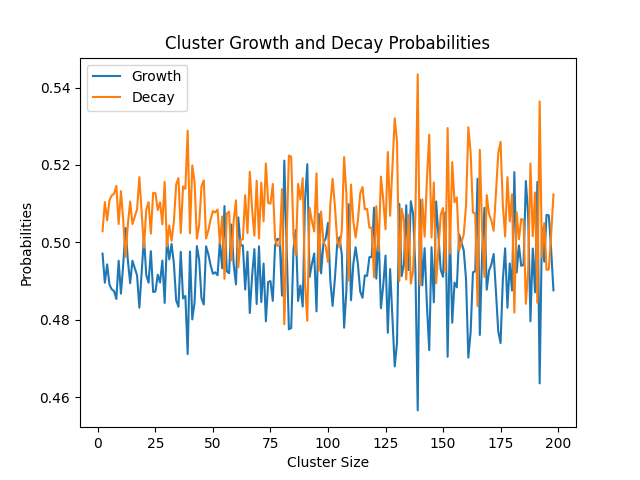 Cluster Growth and Decay Probabilities
Growth
Decay
Probabilities
0.54
0.52
0.50
0.48
0.46
0 25 50 75 100 125 150 175 200
Cluster Size